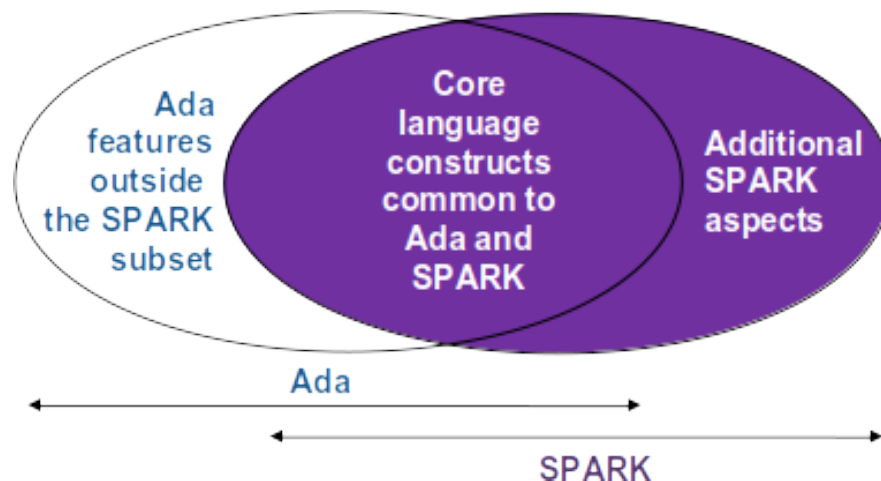 Ada
features
outside
the SPARK
subset
Core
language
constructs
common to
Ada and
SPARK
Additional
SPARK
aspects
Ada
SPARK